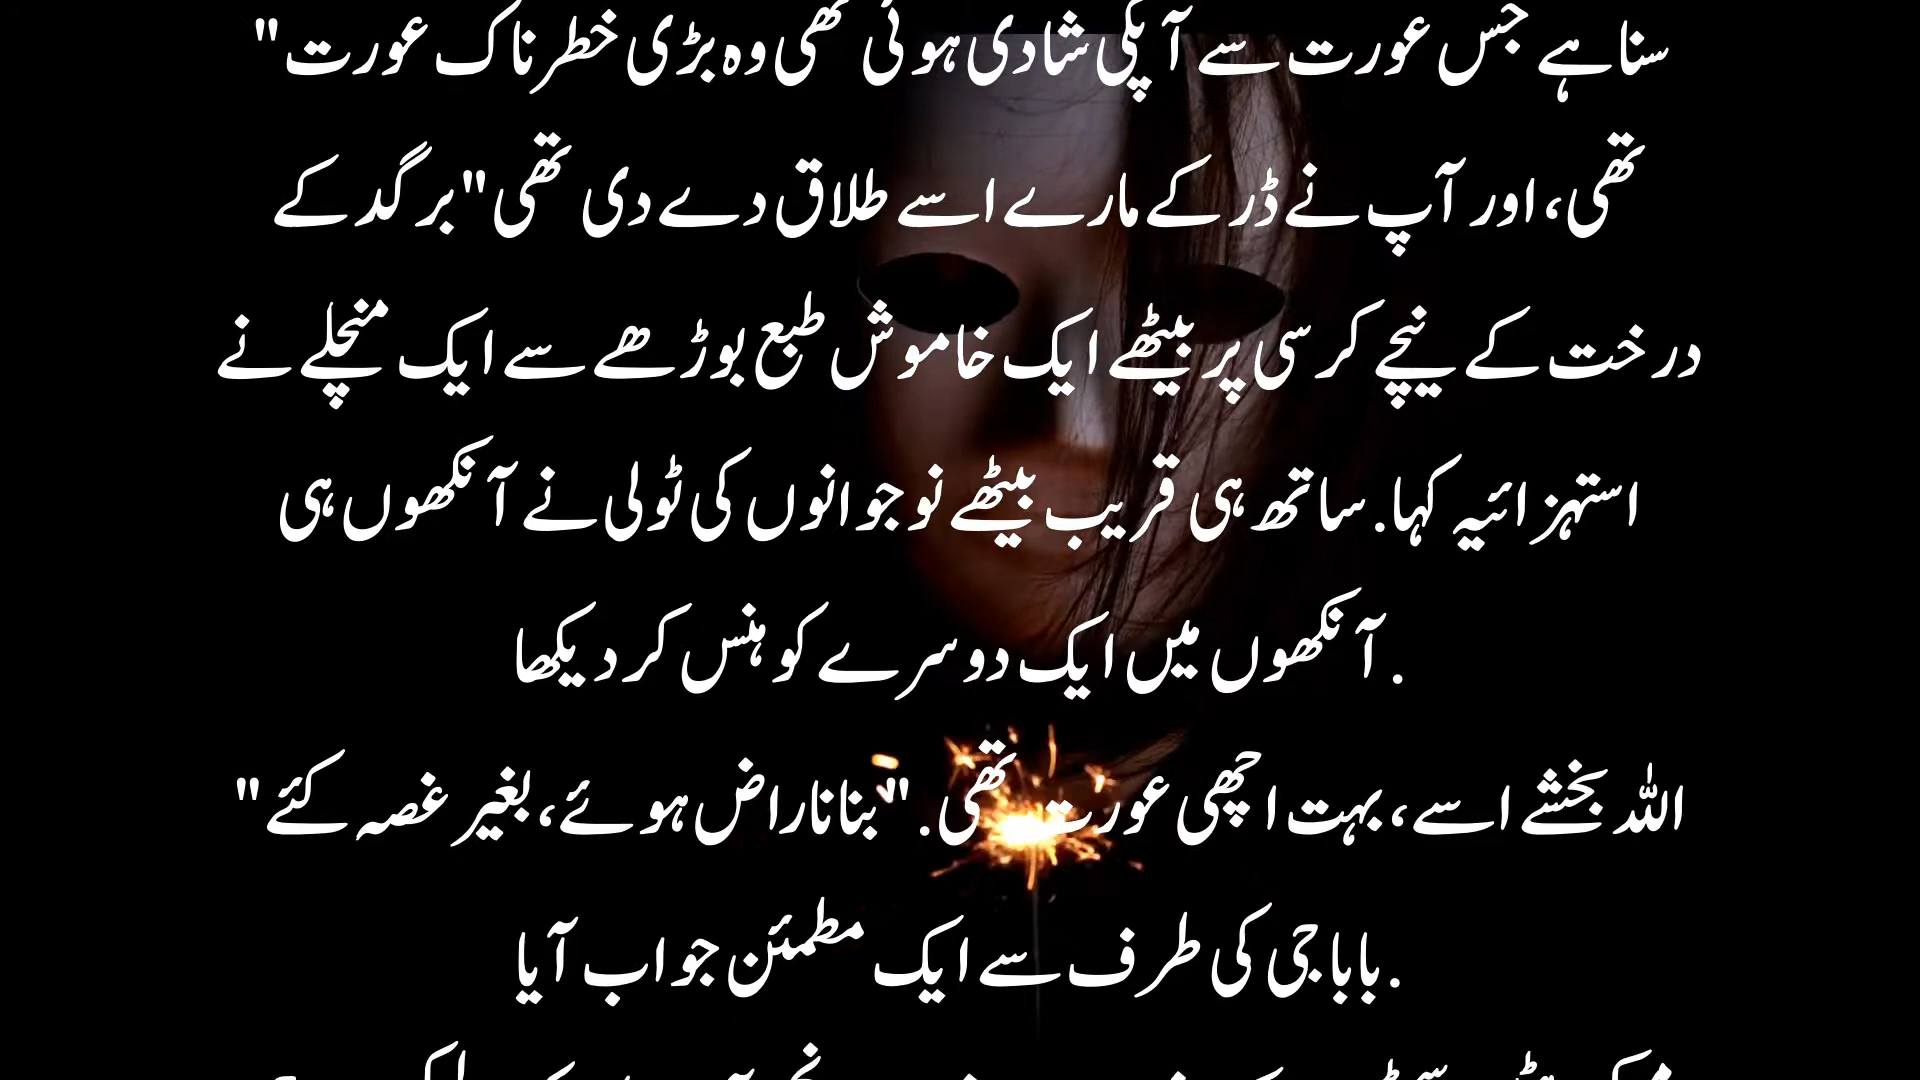 سنا ہے جس عورت سے آپکی شادی ہوئی تھی وہ بڑی خطرناک عورت"
تھی، اور آپ نے ڈر کے مارے اسے طلاق دے دی تھی" برگد کے
درخت کے نیچے کرسی پر بیٹھے ایک خاموش طبع بوڑھے سے ایک منچلے نے
استہزائیہ کہا. ساتھ ہی قریب بیٹھے نوجوانوں کی ٹولی نے آنکھوں ہی
.آنکھوں میں ایک دوسرے کو ہنس کر دیکھا
اللہ بخشے اسے، بہت اچھی عورت تھی. "بنا ناراض ہوئے، بغیر غصہ کئے"
.بابا جی کی طرف سے ایک مطمئن جواب آیا